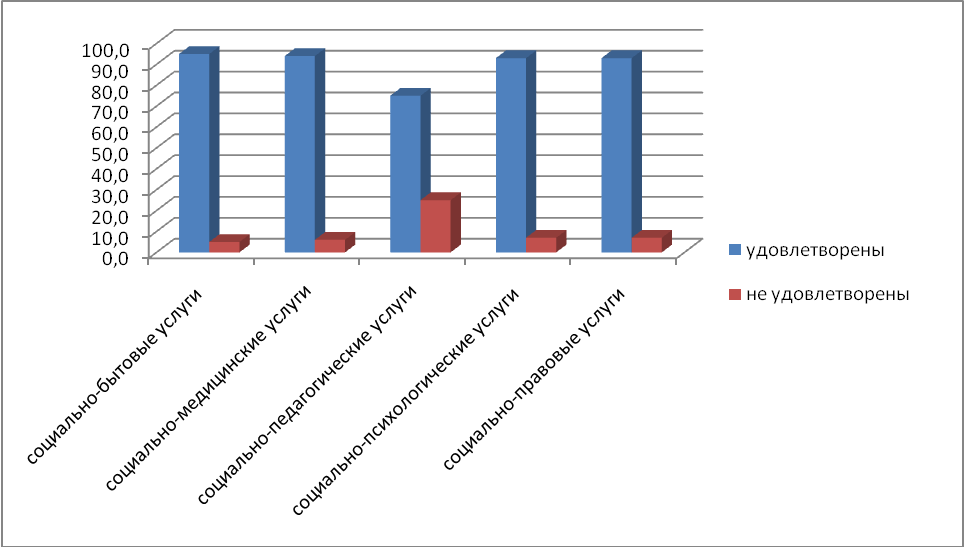 100,0
90,0
80,0
70,0
60,0
50,0
40,0
30,0
20,0
10,0
0,0
социально-бытовые услуги
социально-медицинские услуги
социально-педагогические услуги
социально-психологические услуги
социально-правовые услуги
удовлетворены
не удовлетворены